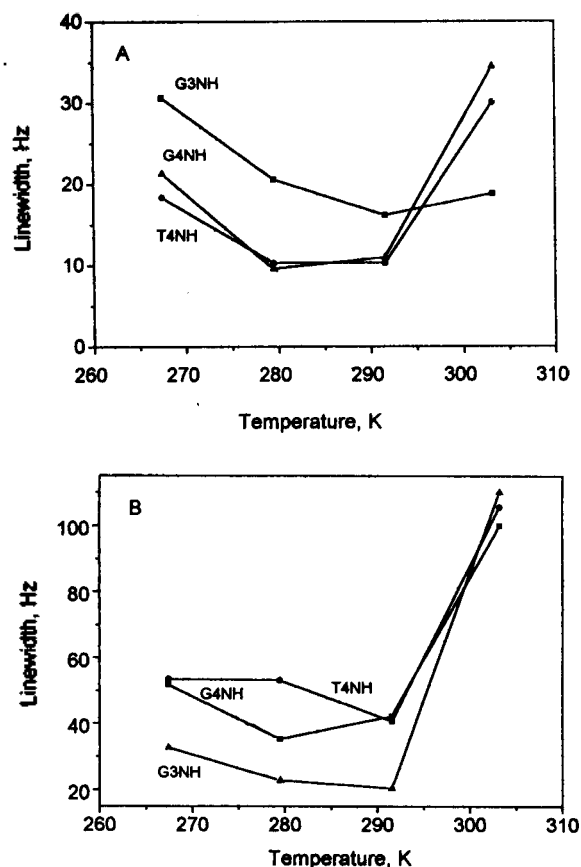 40
30
20
10
0
Linewidth, Hz
A
G3NH
G4NH
T4NH
260 270 280 290 300 310
Temperature, K
100
80
60
40
20
Linewidth, Hz
B
T4NH
G4NH
G3NH
260 270 280 290 300 310
Temperature, K